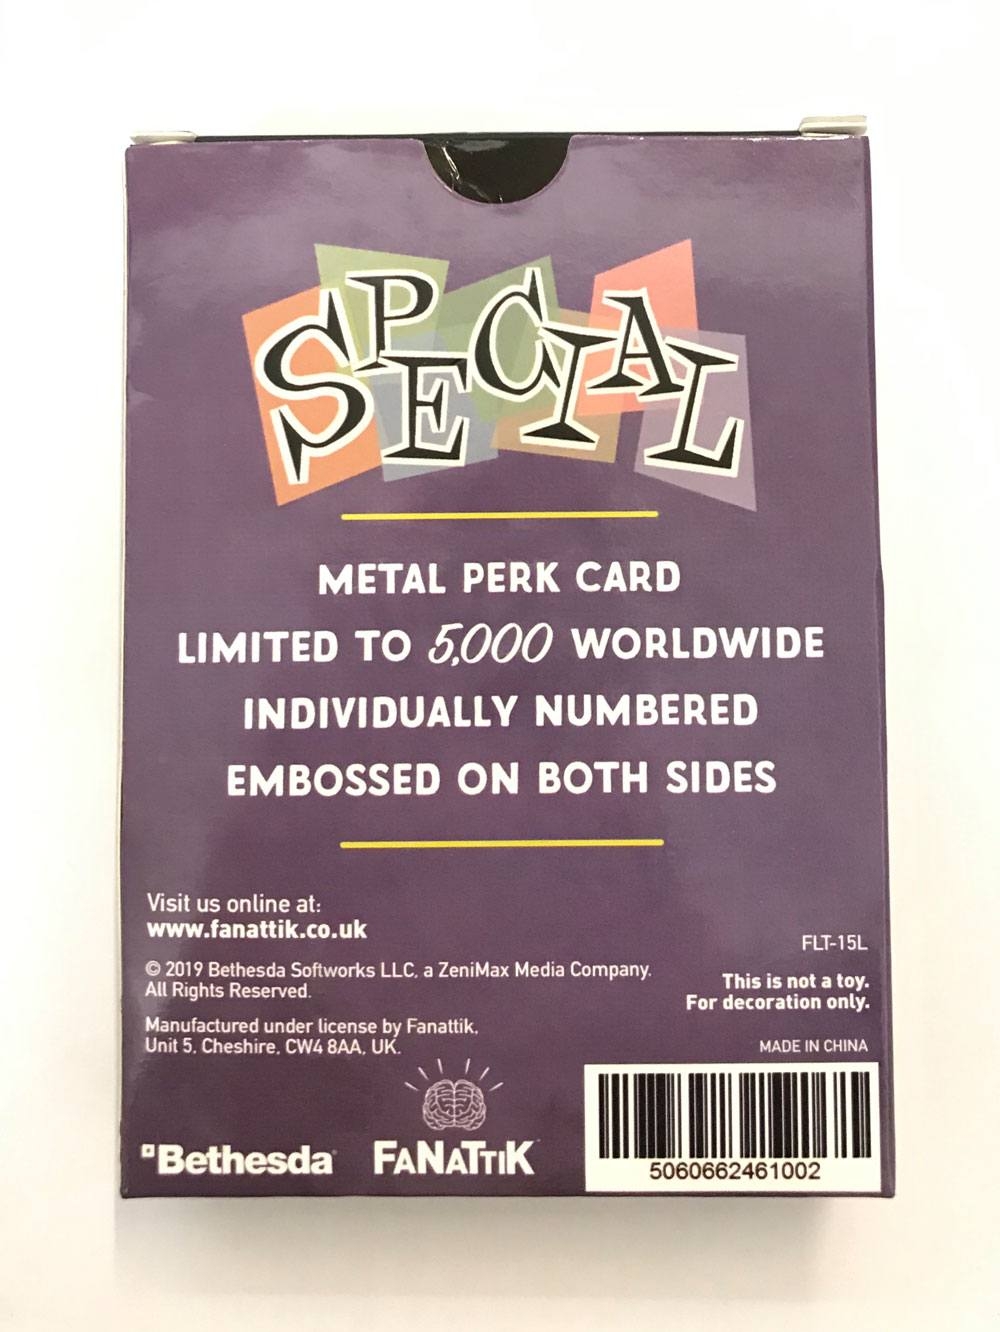 SPECIAL
METAL PERK CARD
LIMITED TO 5,000 WORLDWIDE
INDIVIDUALLY NUMBERED
EMBOSSED ON BOTH SIDES
Visit us online at:
www.fanattik.co.uk
© 2019 Bethesda Softworks LLC, a ZeniMax Media Company.
All Rights Reserved.
Manufactured under license by Fanattik,
Unit 5, Cheshire, CW4 8AA, UK.
FLT-15L
This is not a toy.
For decoration only.
MADE IN CHINA
Bethesda
FANATTIK
5060662461002